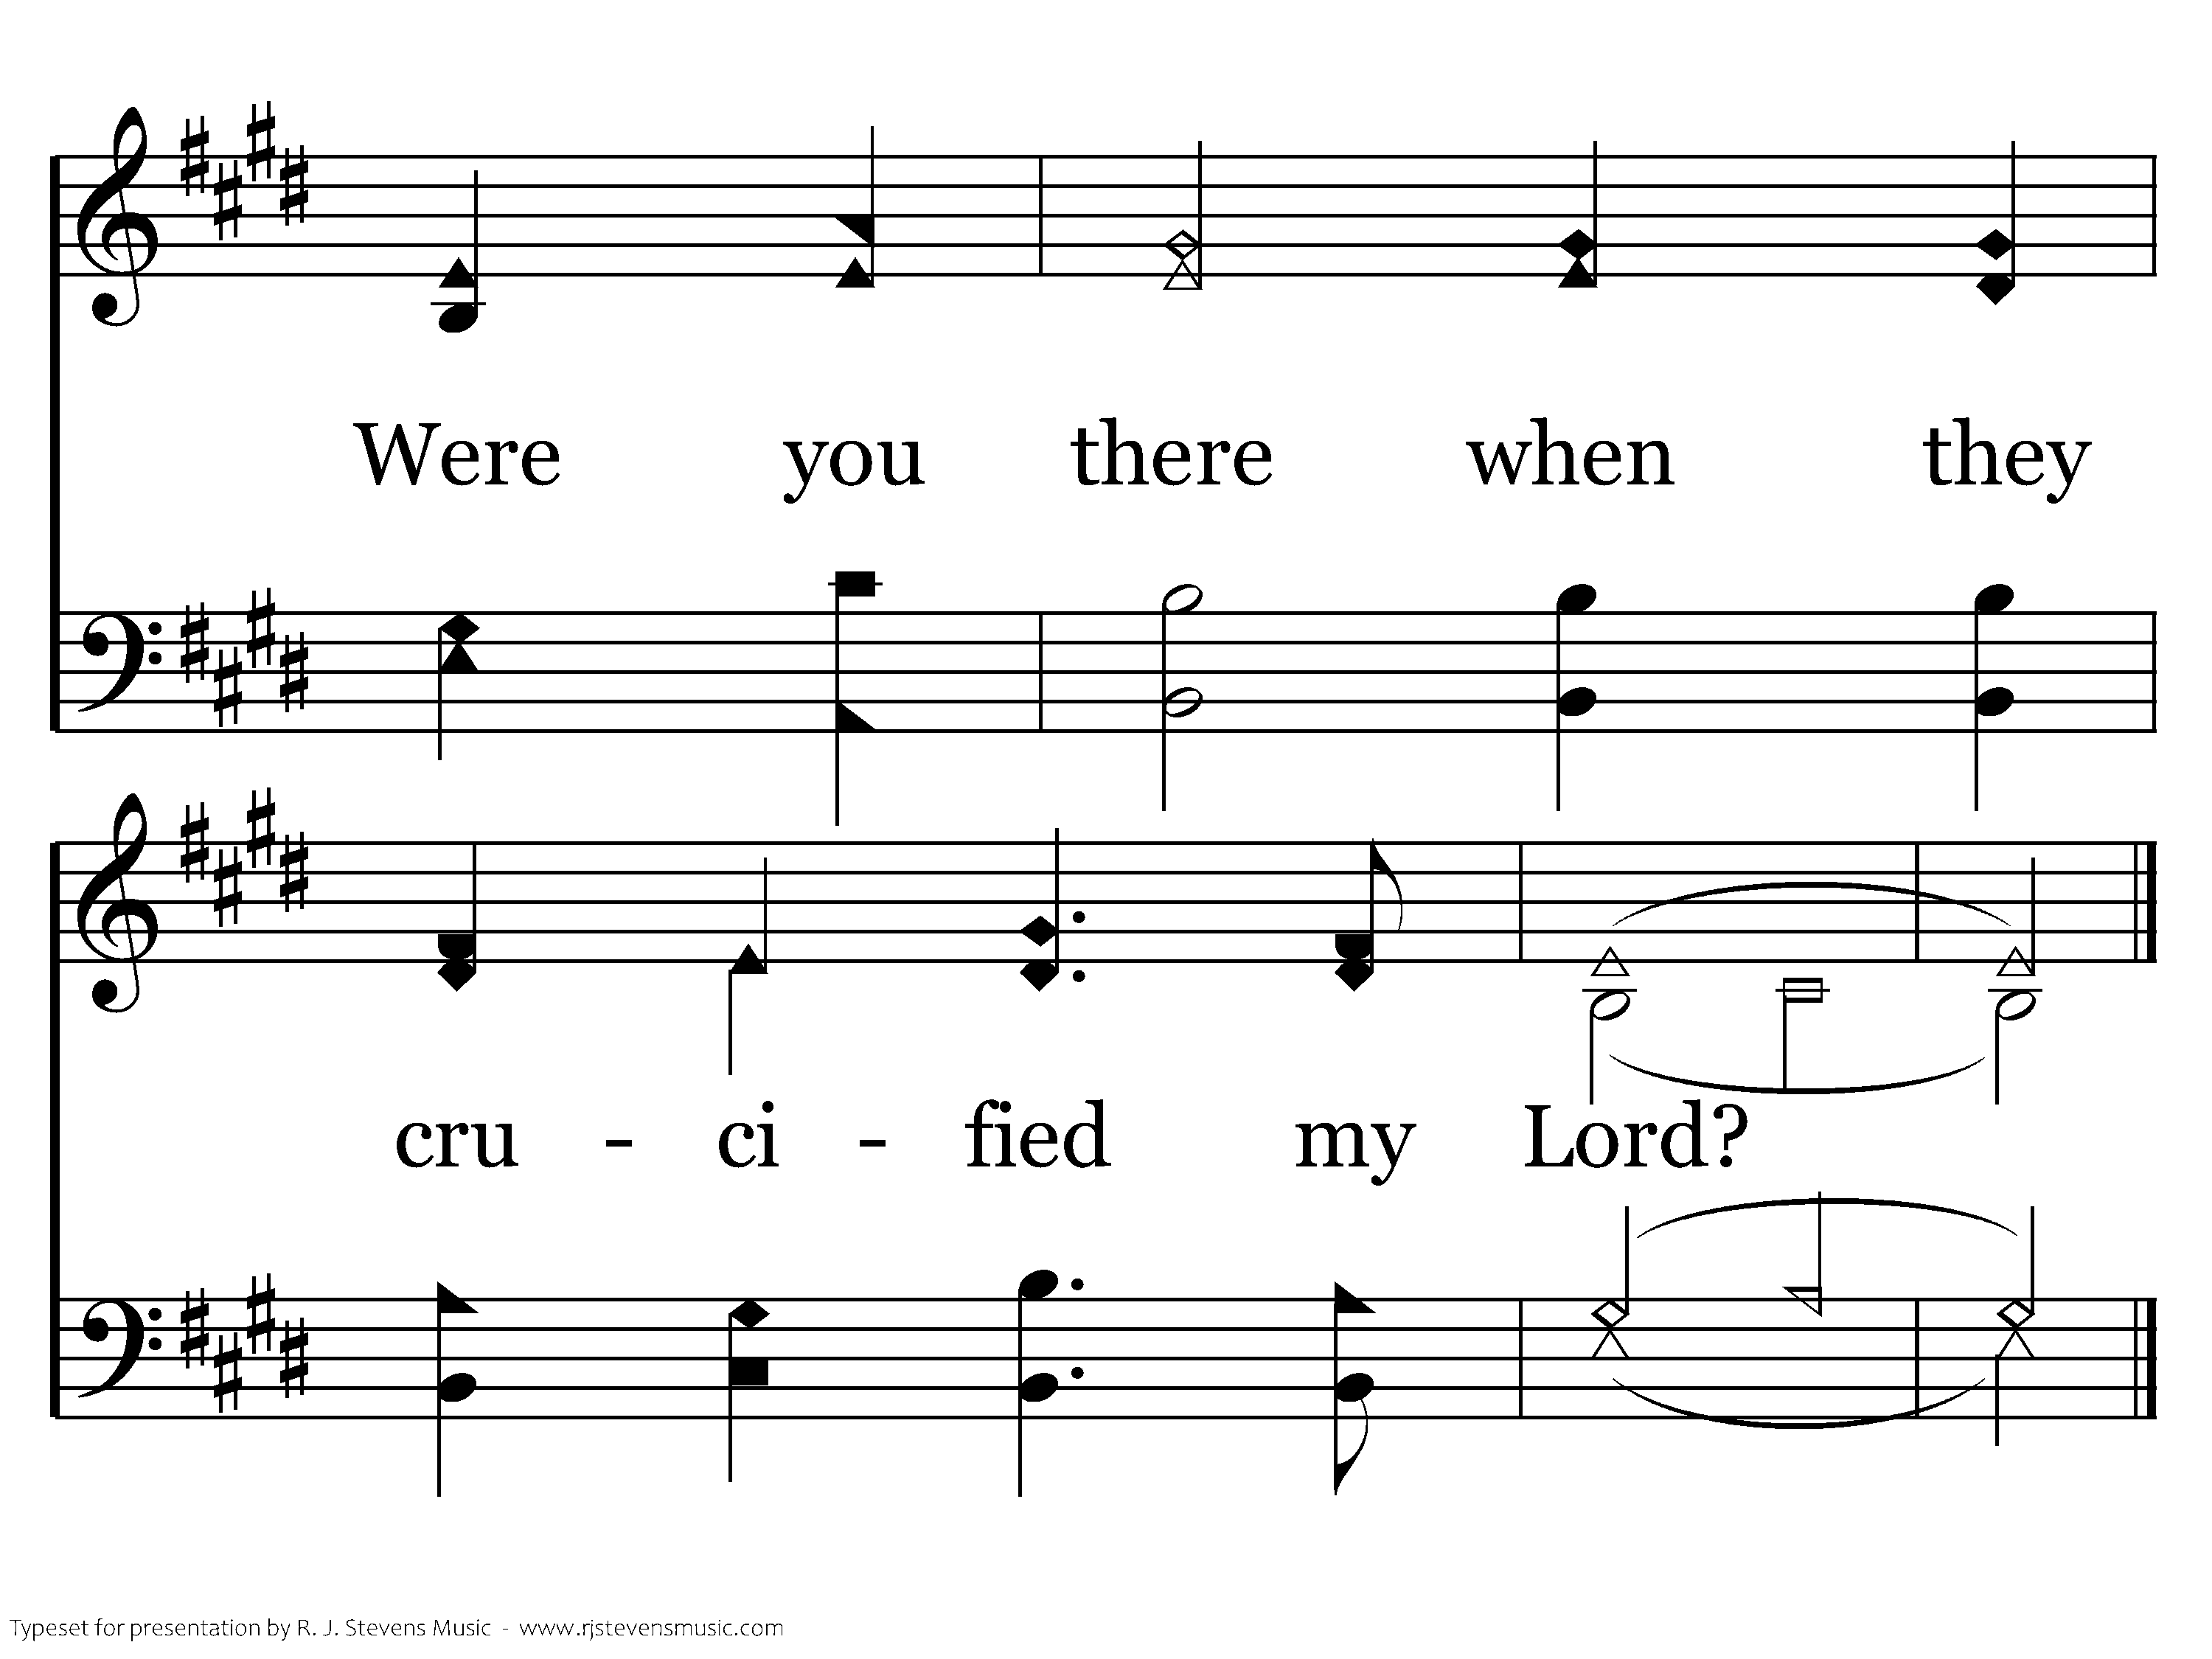 Were you there when they
cru - ci - fied my Lord?
Typeset for presentation by R. J. Stevens Music - www.rjstevensmusic.com